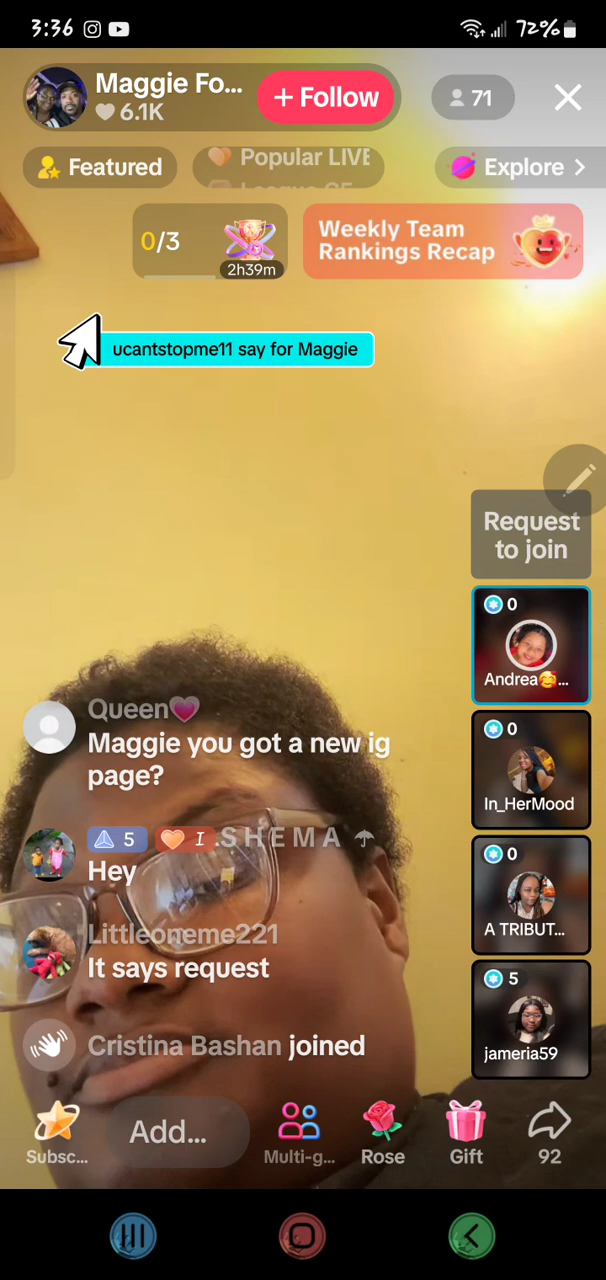 3:36
72%
Maggie Fo...
6.1K
+ Follow
71
Featured
Popular LIVE
Explore >
0/3
2h39m
Weekly Team
Rankings Recap
ucantstopme11 say for Maggie
Request
to join
0
Andrea🥰...
0
In_HerMood
0
A TRIBUT...
5
jameria59
Queen💗
Maggie you got a new ig
page?
5
I
.S H E M A ☂
Hey
Littleoneme221
It says request
Cristina Bashan joined
Subsc...
Add...
Multi-g...
Rose
Gift
92